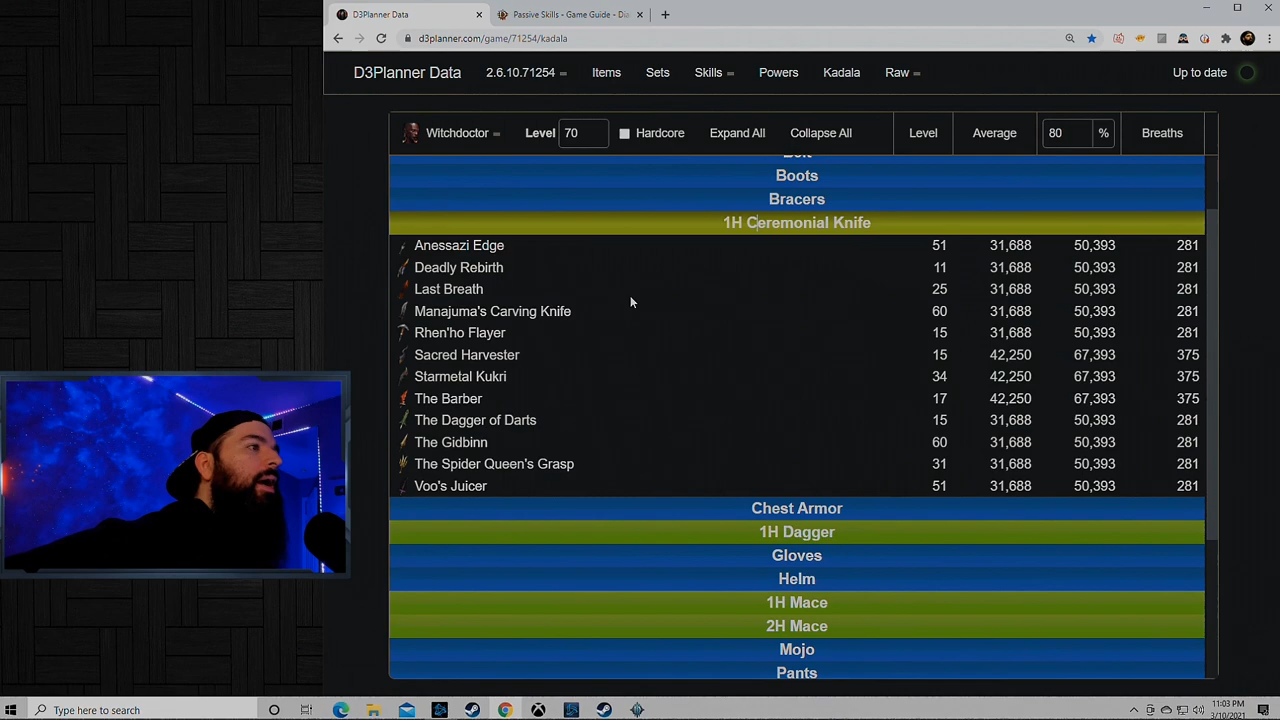 D3Planner Data
Passive Skills - Game Guide - Dia
d3planner.com/game/71254/kadala
D3Planner Data
2.6.10.71254
Items
Sets
Skills
Powers
Kadala
Raw
Up to date
Witchdoctor
Level
70
Hardcore
Expand All
Collapse All
Level
Average
80
%
Breaths
Boots
Bracers
1H Ceremonial Knife
Anessazi Edge 51 31,688 50,393 281
Deadly Rebirth 11 31,688 50,393 281
Last Breath 25 31,688 50,393 281
Manajuma's Carving Knife 60 31,688 50,393 281
Rhen'ho Flayer 15 31,688 50,393 281
Sacred Harvester 15 42,250 67,393 375
Starmetal Kukri 34 42,250 67,393 375
The Barber 17 42,250 67,393 375
The Dagger of Darts 15 31,688 50,393 281
The Gidbinn 60 31,688 50,393 281
The Spider Queen's Grasp 31 31,688 50,393 281
Voo's Juicer 51 31,688 50,393 281
Chest Armor
1H Dagger
Gloves
Helm
1H Mace
2H Mace
Mojo
Pants
Type here to search
11:03 PM
3/10/2021